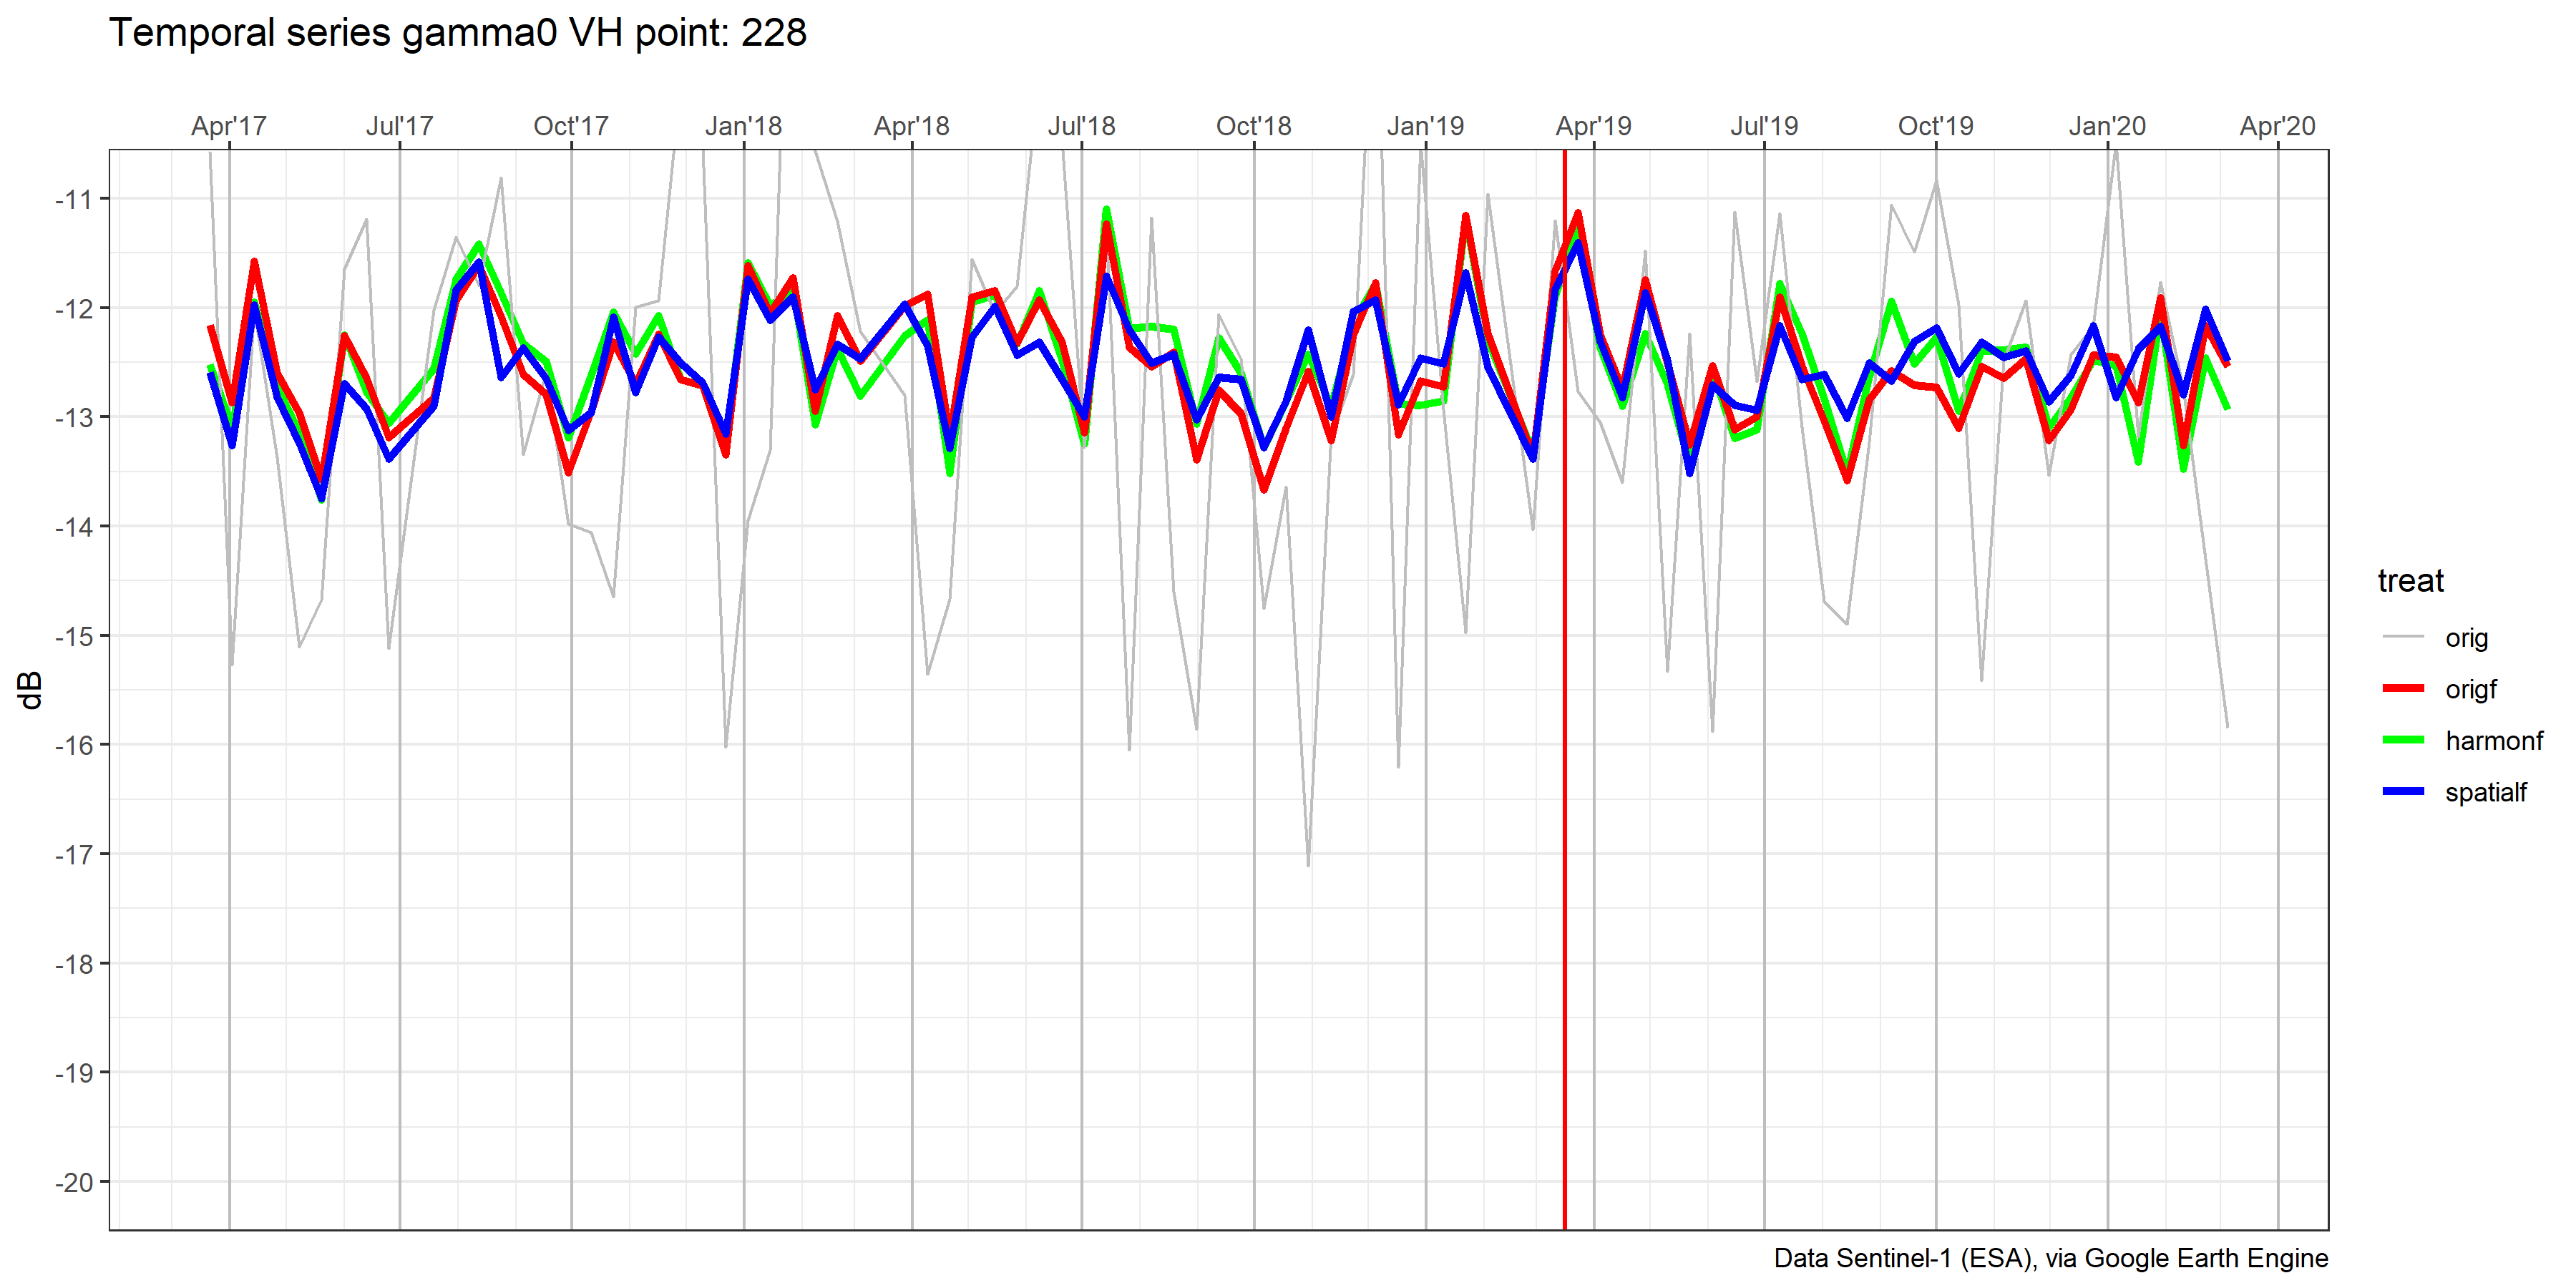 Temporal series gamma0 VH point: 228
Apr'17 Jul'17 Oct'17 Jan'18 Apr'18 Jul'18 Oct'18 Jan'19 Apr'19 Jul'19 Oct'19 Jan'20 Apr'20
-11
-12
-13
-14
-15
-16
-17
-18
-19
-20
dB
treat
orig
origf
harmonf
spatialf
Data Sentinel-1 (ESA), via Google Earth Engine